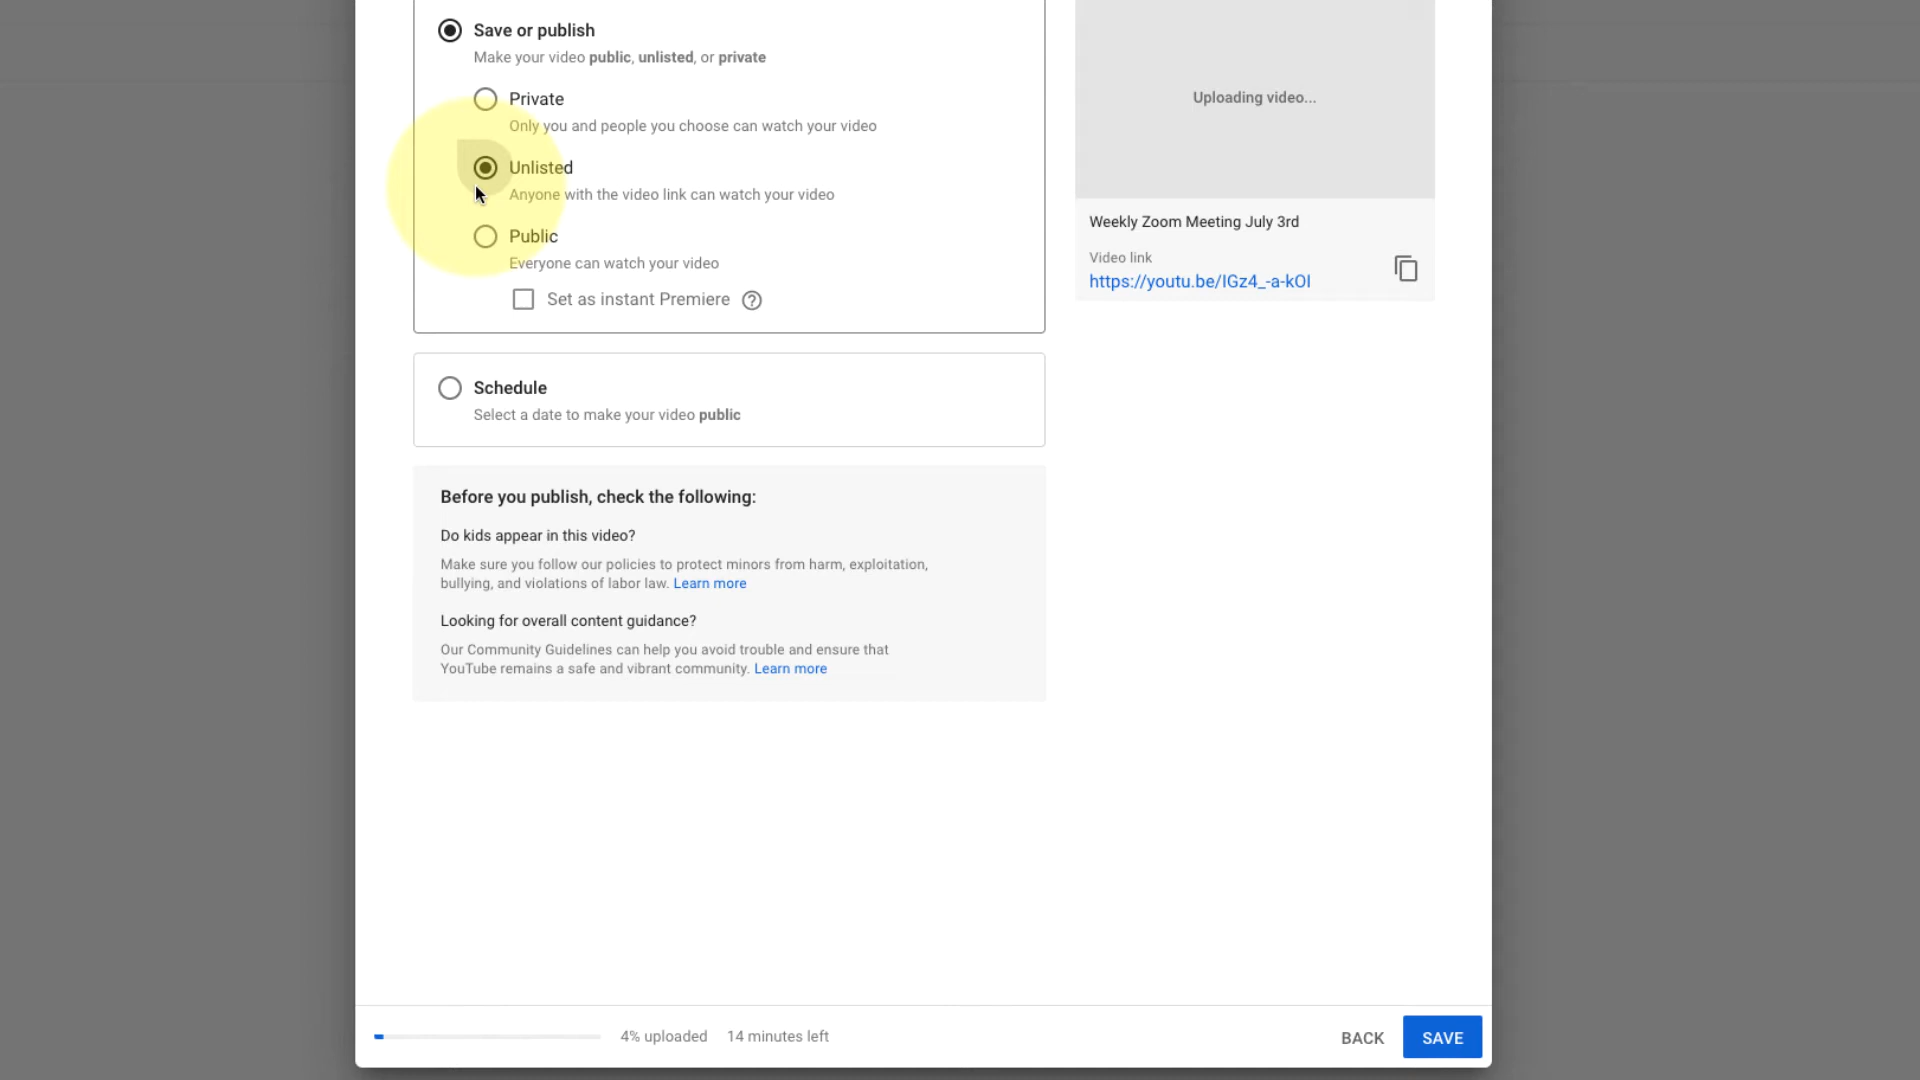 Save or publish
Make your video public, unlisted, or private
Private
Only you and people you choose can watch your video
Unlisted
Anyone with the video link can watch your video
Public
Everyone can watch your video
Set as instant Premiere
Schedule
Select a date to make your video public
Before you publish, check the following:
Do kids appear in this video?
Make sure you follow our policies to protect minors from harm, exploitation,
bullying, and violations of labor law. Learn more
Looking for overall content guidance?
Our Community Guidelines can help you avoid trouble and ensure that
YouTube remains a safe and vibrant community. Learn more
Uploading video...
Weekly Zoom Meeting July 3rd
Video link
https://youtu.be/IGz4_-a-kOI
4% uploaded 14 minutes left
BACK SAVE